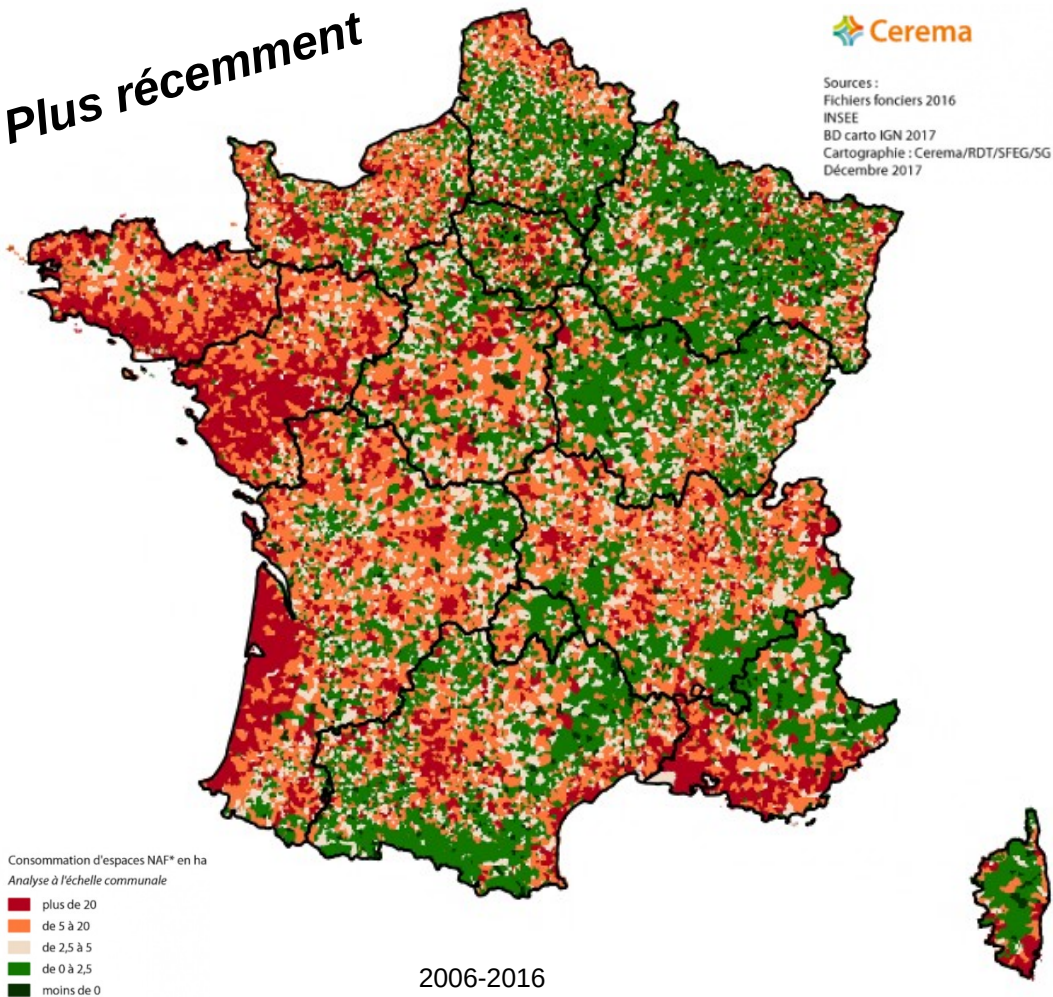 Plus récemment
Cerema
Sources :
Fichiers fonciers 2016
INSEE
BD carto IGN 2017
Cartographie : Cerema/RDT/SFEG/SG
Décembre 2017
Consommation d'espaces NAF* en ha
Analyse à l'échelle communale
plus de 20
de 5 à 20
de 2,5 à 5
de 0 à 2,5
moins de 0
2006-2016